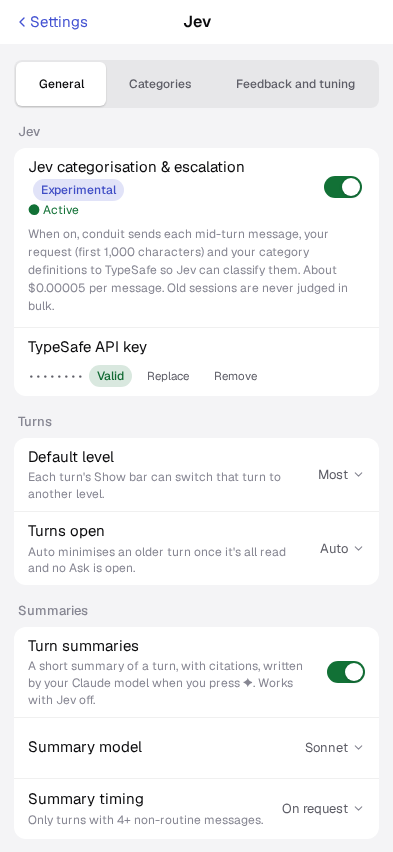 Settings
Jev
General
Categories
Feedback and tuning
Jev
Jev categorisation & escalation
Experimental
Active
When on, conduit sends each mid-turn message, your
request (first 1,000 characters) and your category
definitions to TypeSafe so Jev can classify them. About
$0.00005 per message. Old sessions are never judged in
bulk.
TypeSafe API key
•••••••• Valid Replace Remove
Turns
Default level
Each turn's Show bar can switch that turn to
another level.
Most
Turns open
Auto minimises an older turn once it's all read
and no Ask is open.
Auto
Summaries
Turn summaries
A short summary of a turn, with citations, written
by your Claude model when you press ✦. Works
with Jev off.
Summary model
Sonnet
Summary timing
Only turns with 4+ non-routine messages.
On request